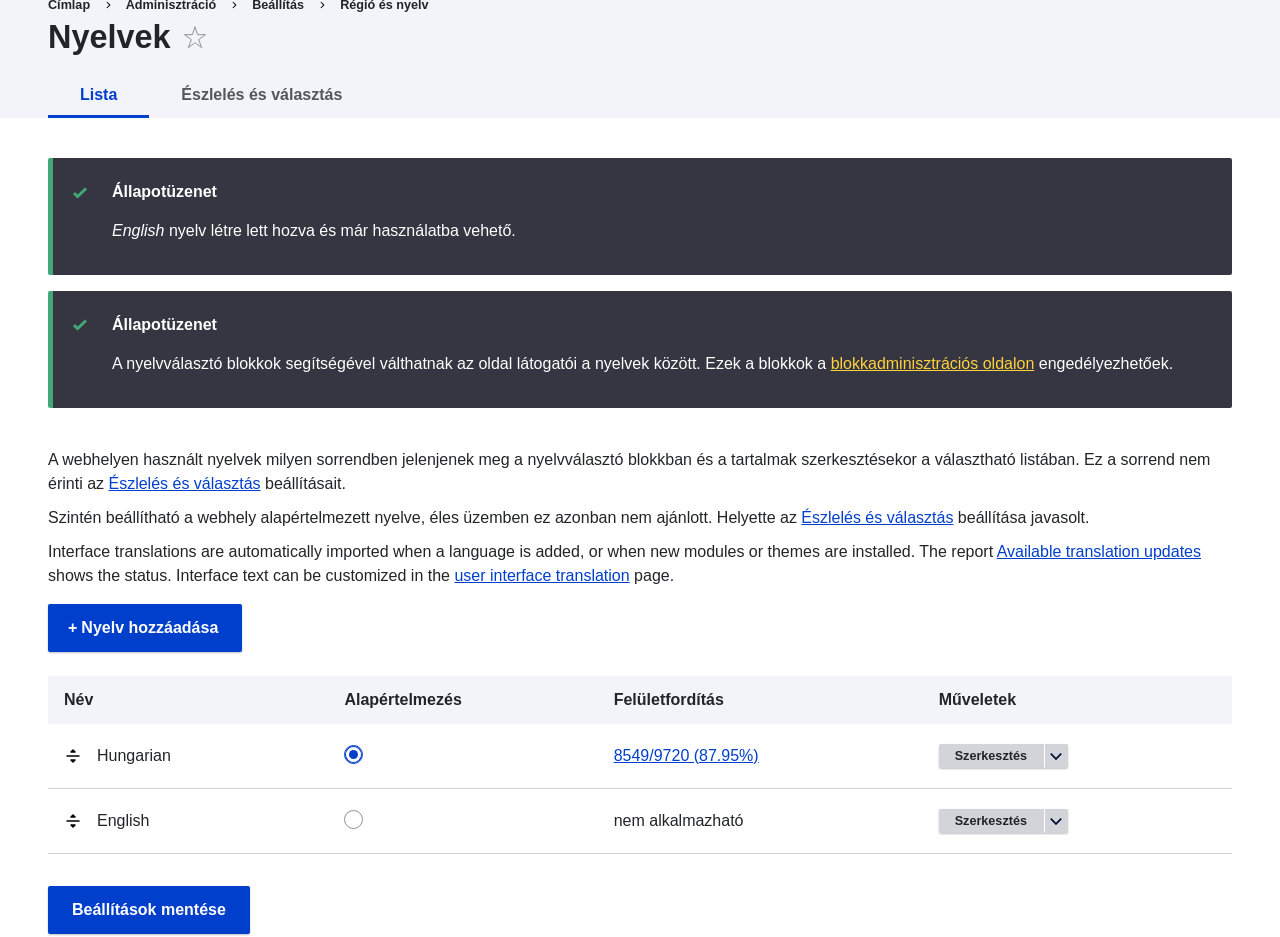 Címlap > Adminisztráció > Beállítás > Régió és nyelv
Nyelvek
Lista Észlelés és választás
Állapotüzenet
English nyelv létre lett hozva és már használatba vehető.
Állapotüzenet
A nyelvválasztó blokkok segítségével válthatnak az oldal látogatói a nyelvek között. Ezek a blokkok a blokkadminisztrációs oldalon engedélyezhetőek.
A webhelyen használt nyelvek milyen sorrendben jelenjenek meg a nyelvválasztó blokkban és a tartalmak szerkesztésekor a választható listában. Ez a sorrend nem
érinti az Észlelés és választás beállításait.
Szintén beállítható a webhely alapértelmezett nyelve, éles üzemben ez azonban nem ajánlott. Helyette az Észlelés és választás beállítása javasolt.
Interface translations are automatically imported when a language is added, or when new modules or themes are installed. The report Available translation updates
shows the status. Interface text can be customized in the user interface translation page.
+ Nyelv hozzáadása
Név Alapértelmezés Felületfordítás Műveletek
Hungarian 8549/9720 (87.95%) Szerkesztés
English nem alkalmazható Szerkesztés
Beállítások mentése